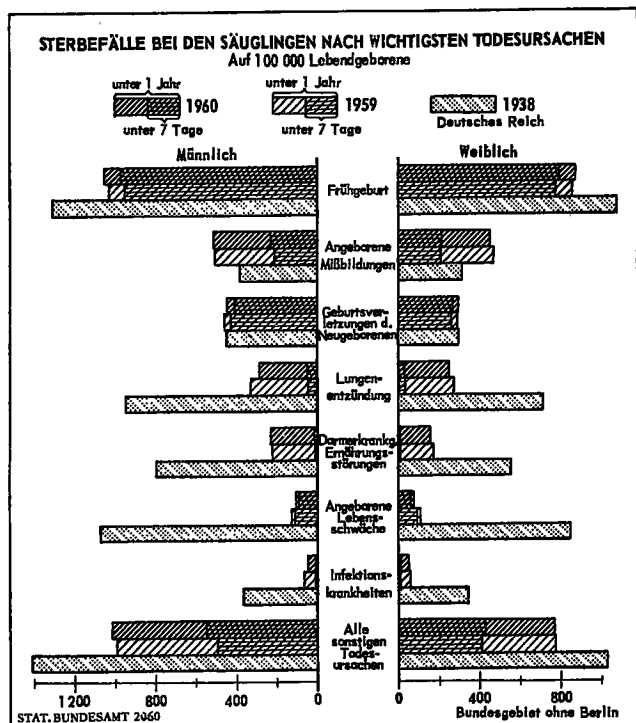 STERBEFÄLLE BEI DEN SÄUGLINGEN NACH WICHTIGSTEN TODESURSACHEN
Auf 100 000 Lebendgeborene
unter 1 Jahr
unter 1 Jahr
1960
1959
1938
unter 7 Tage
unter 7 Tage
Deutsches Reich
Männlich
Weiblich
Frühgeburt
Angeborene
Mißbildungen
Geburtsver-
letzungen d.
Neugeborenen
Lungen-
entzündung
Darmerkrankg.
Ernährungs-
störungen
Angeborene
Lebens-
schwäche
Infektions-
krankheiten
Alle
sonstigen
Todes-
ursachen
1 200 800 400 0
0 400 800
STAT. BUNDESAMT 2060
Bundesgebiet ohne Berlin